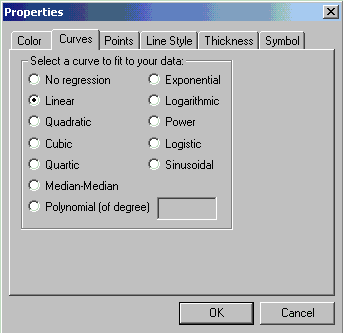 Properties
Color Curves Points Line Style Thickness Symbol
Select a curve to fit to your data:
No regression Exponential
Linear Logarithmic
Quadratic Power
Cubic Logistic
Quartic Sinusoidal
Median-Median
Polynomial (of degree)
OK Cancel